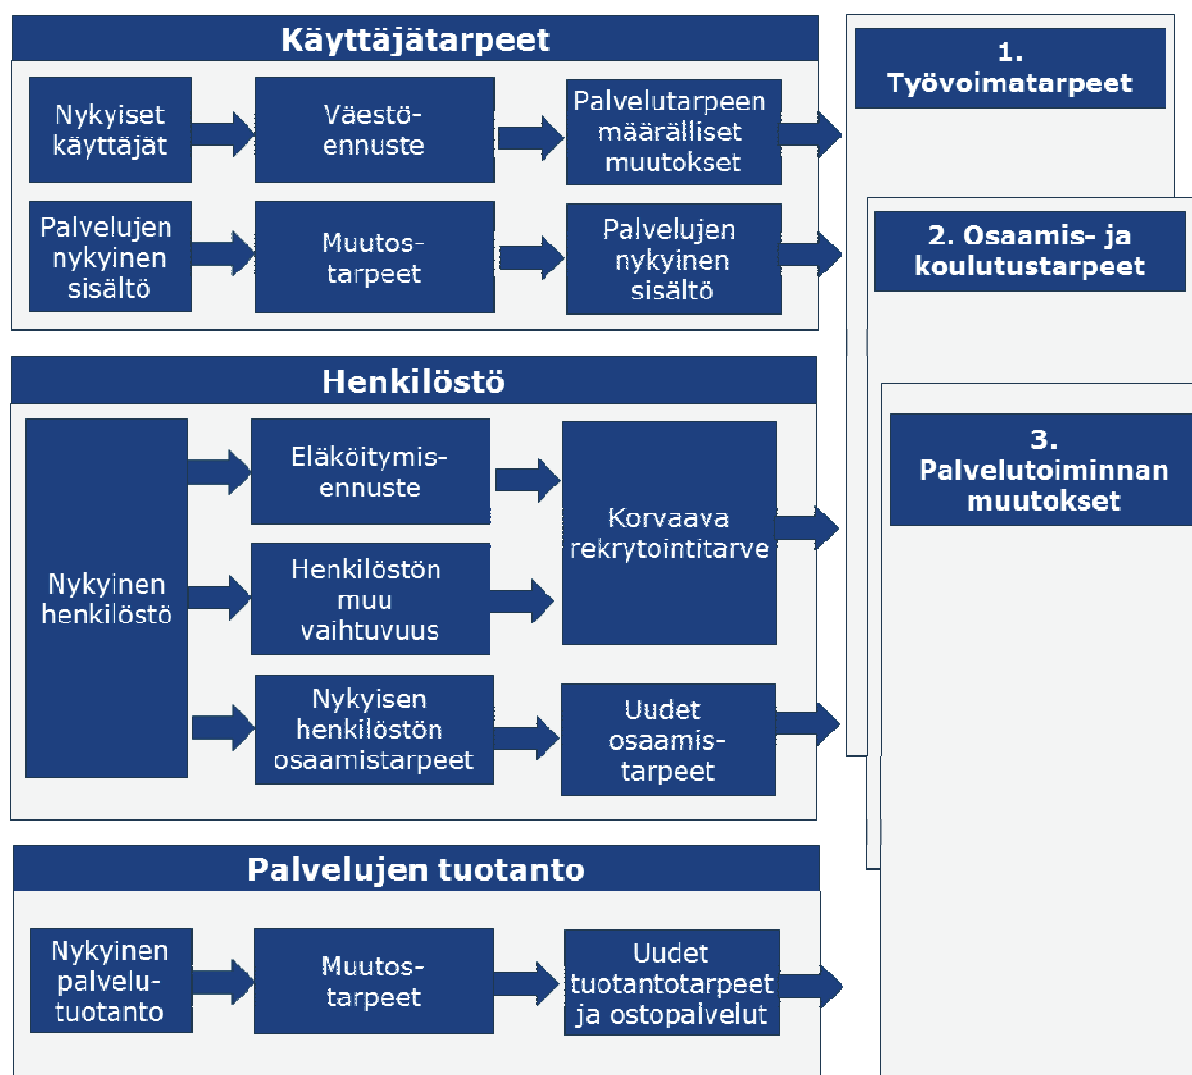 Käyttäjätarpeet
Nykyiset
käyttäjät
Väestö-
ennuste
Palvelutarpeen
määrälliset
muutokset
Palvelujen
nykyinen
sisältö
Muutos-
tarpeet
Palvelujen
nykyinen
sisältö
Henkilöstö
Nykyinen
henkilöstö
Eläköitymis-
ennuste
Henkilöstön
muu
vaihtuvuus
Korvaava
rekrytointitarve
Nykyisen
henkilöstön
osaamistarpeet
Uudet
osaamis-
tarpeet
Palvelujen tuotanto
Nykyinen
palvelu-
tuotanto
Muutos-
tarpeet
Uudet
tuotantotarpeet
ja ostopalvelut
1.
Työvoimatarpeet
2. Osaamis- ja
koulutustarpeet
3.
Palvelutoiminnan
muutokset